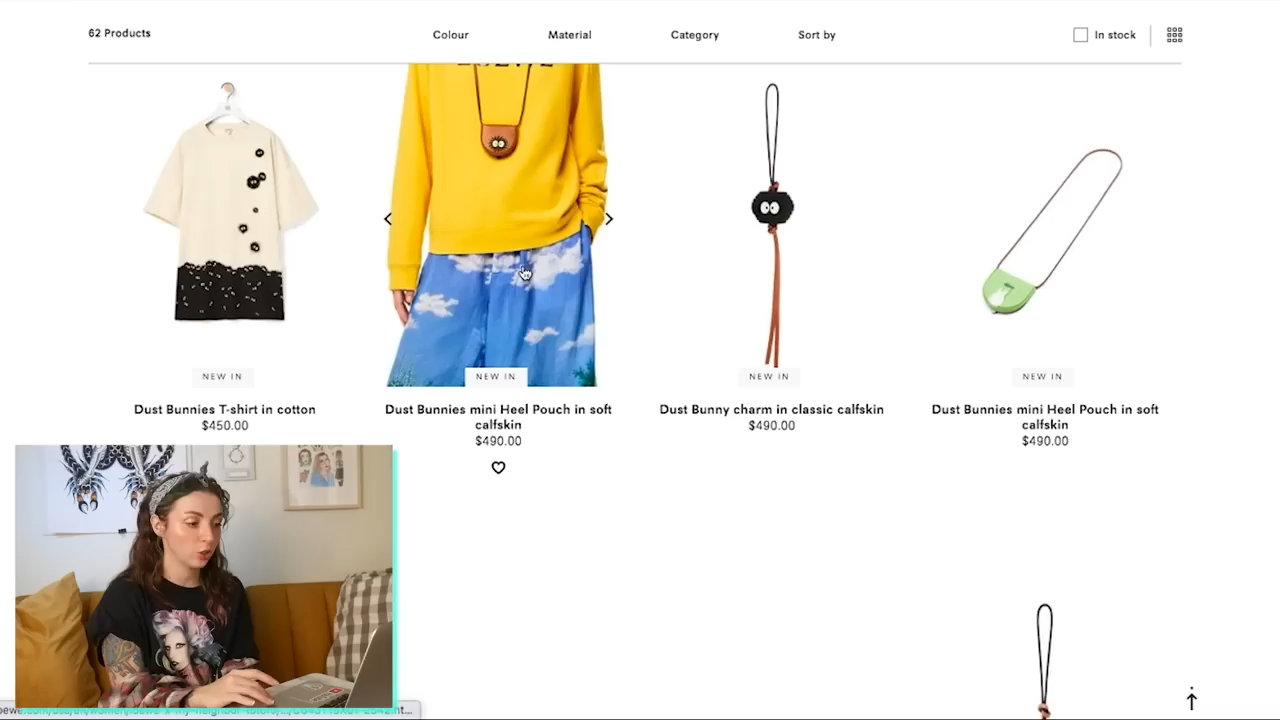 62 Products
Colour
Material
Category
Sort by
In stock
NEW IN
NEW IN
NEW IN
NEW IN
Dust Bunnies T-shirt in cotton
$450.00
Dust Bunnies mini Heel Pouch in soft
calfskin
$490.00
Dust Bunny charm in classic calfskin
$490.00
Dust Bunnies mini Heel Pouch in soft
calfskin
$490.00